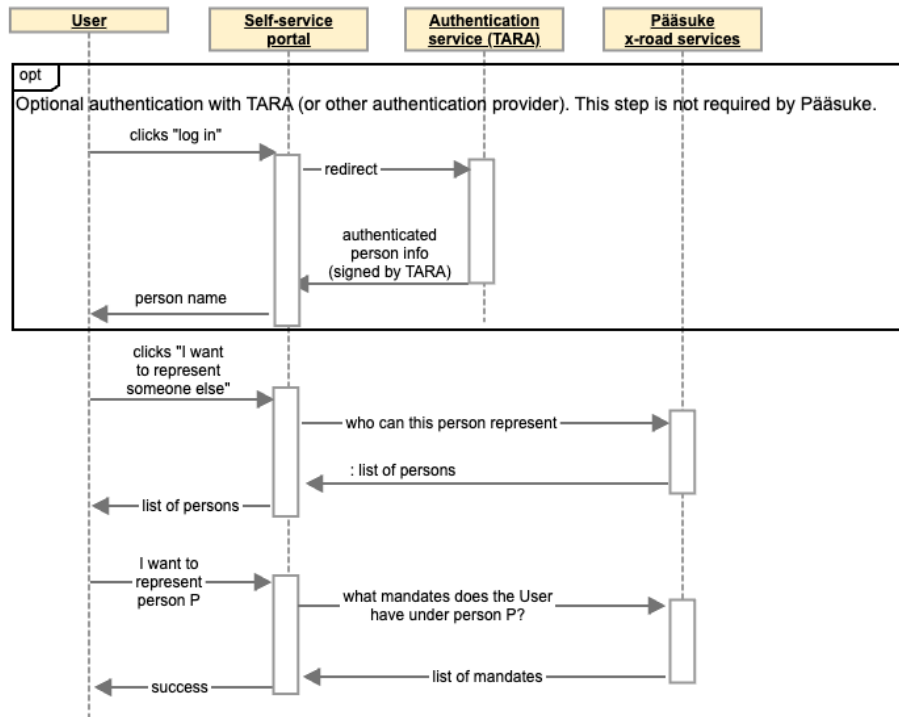 User
Self-service
portal
Authentication
service (TARA)
Pääsuke
x-road services
opt
Optional authentication with TARA (or other authentication provider). This step is not required by Pääsuke.
clicks "log in"
redirect
authenticated
person info
(signed by TARA)
person name
clicks "I want
to represent
someone else"
who can this person represent
: list of persons
list of persons
I want to
represent
person P
what mandates does the User
have under person P?
list of mandates
success